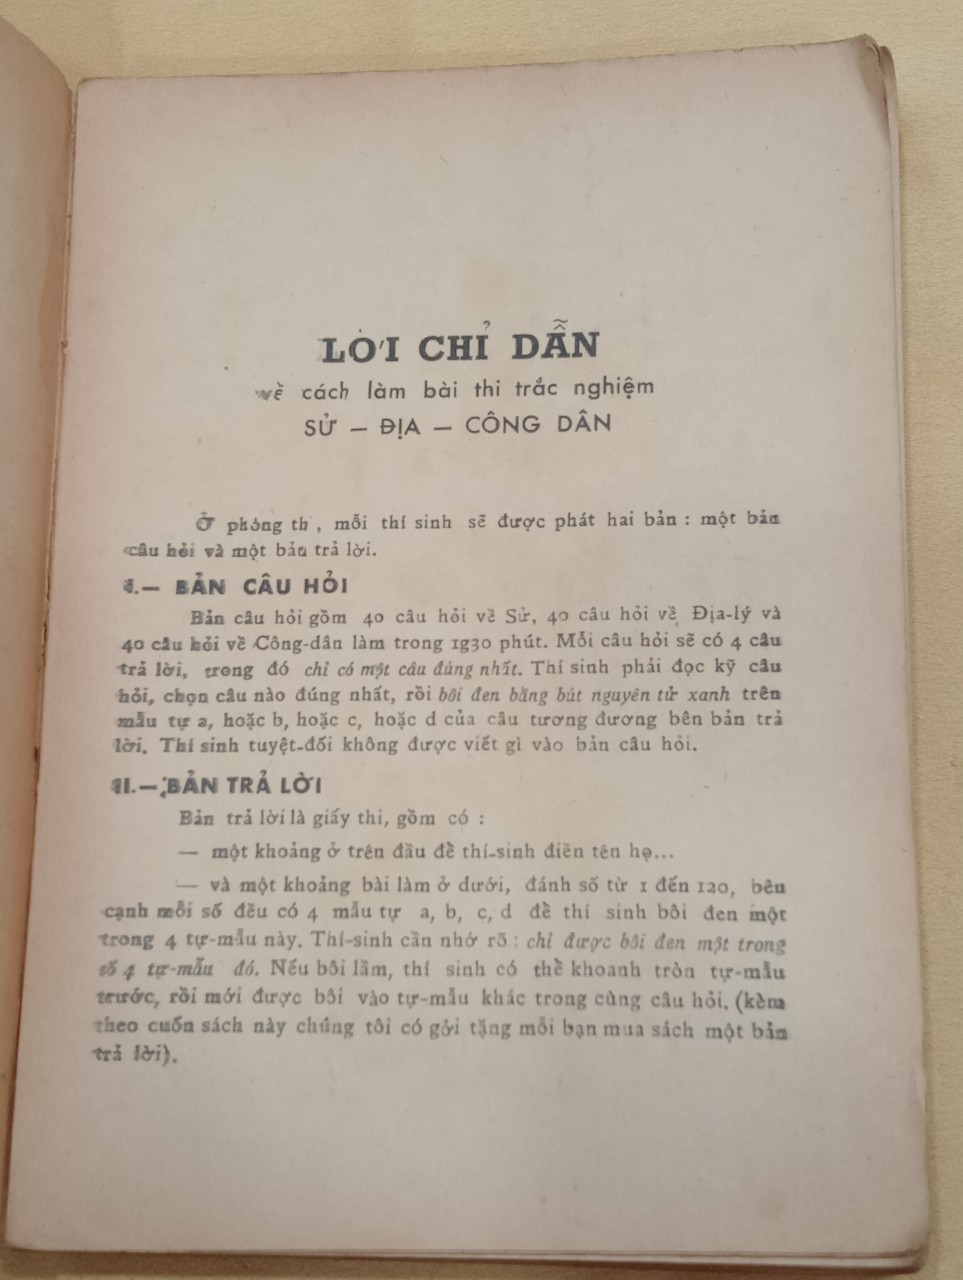 LỜI CHỈ DẪN
về cách làm bài thi trắc nghiệm
SỬ — ĐỊA — CÔNG DÂN
Ở phòng th , mỗi thí sinh sẽ được phát hai bản : một bản
câu hỏi và một bản trả lời.
I.— BẢN CÂU HỎI
Bản câu hỏi gồm 40 câu hỏi về Sử, 40 câu hỏi về Địa-lý và
40 câu hỏi về Công-dân làm trong 1g30 phút. Mỗi câu hỏi sẽ có 4 câu
trả lời, trong đó chỉ có một câu đúng nhất. Thí sinh phải đọc kỹ câu
hỏi, chọn câu nào đúng nhất, rồi bôi đen bằng bút nguyên tử xanh trên
mẫu tự a, hoặc b, hoặc c, hoặc d của câu tương đương bên bản trả
lời. Thí sinh tuyệt-đối không được viết gì vào bản câu hỏi.
II.— BẢN TRẢ LỜI
Bản trả lời là giấy thi, gồm có :
— một khoảng ở trên đầu để thí-sinh điền tên họ...
— và một khoảng bài làm ở dưới, đánh số từ 1 đến 120, bên
cạnh mỗi số đều có 4 mẫu tự a, b, c, d để thí sinh bôi đen một
trong 4 tự-mẫu này. Thí-sinh cần nhớ rõ : chỉ được bôi đen một trong
số 4 tự-mẫu đó. Nếu bôi lầm, thí sinh có thể khoanh tròn tự-mẫu
trước, rồi mới được bôi vào tự-mẫu khác trong cùng câu hỏi. (kèm
theo cuốn sách này chúng tôi có gởi tặng mỗi bạn mua sách một bản
trả lời).